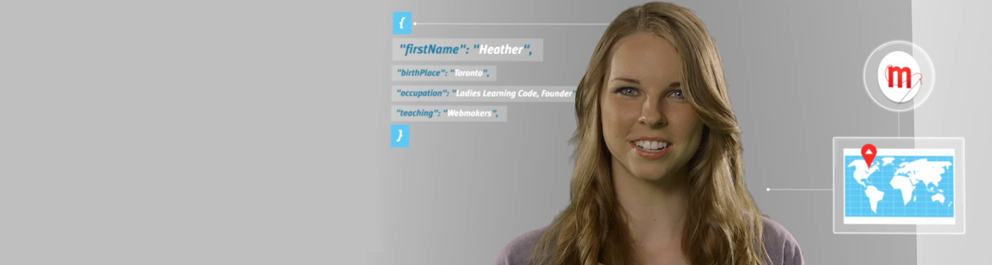 {
"firstName": "Heather",
"birthPlace": "Toronto",
"occupation": "Ladies Learning Code, Founder"
"teaching": "Webmakers",
}
m